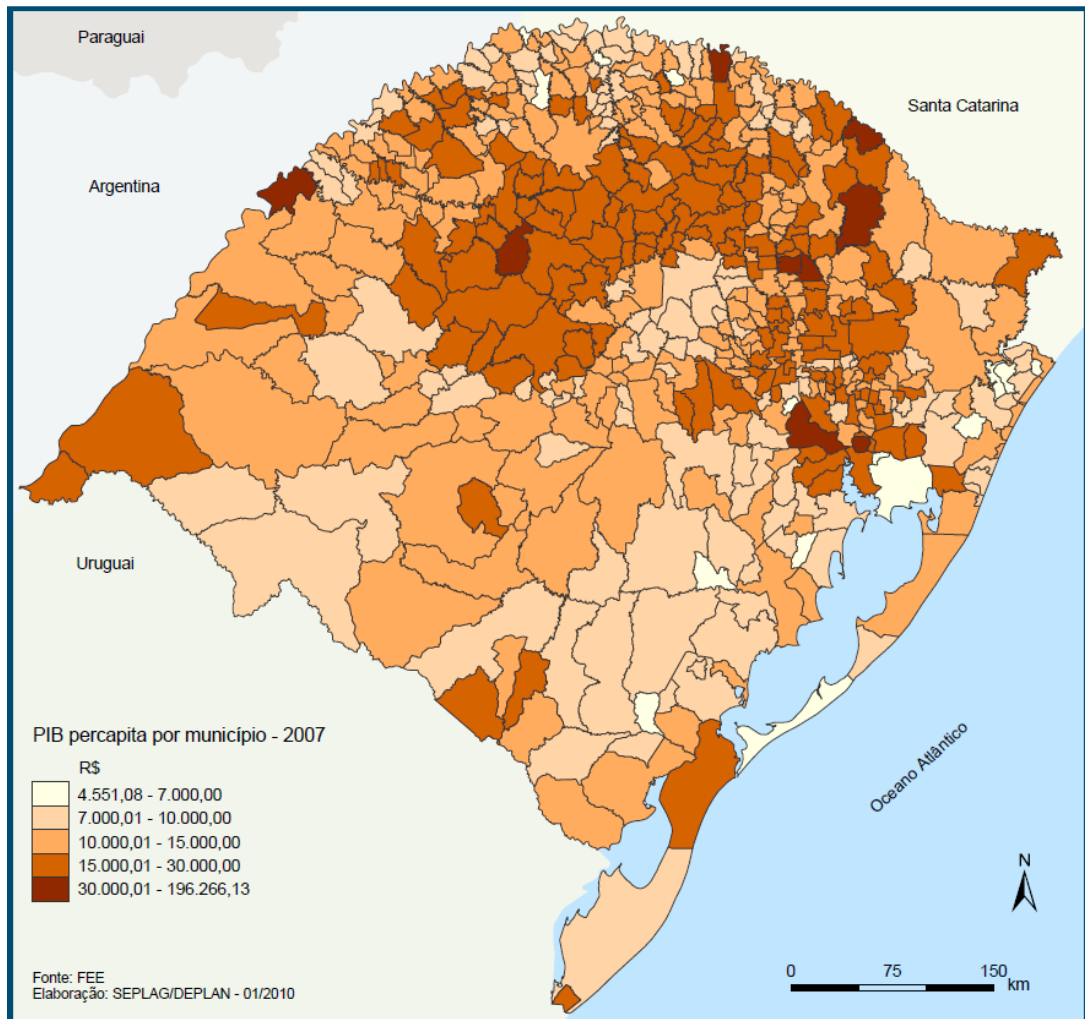 Paraguai
Santa Catarina
Argentina
Uruguai
Oceano Atlântico
PIB percapita por município - 2007
R$
4.551,08 - 7.000,00
7.000,01 - 10.000,00
10.000,01 - 15.000,00
15.000,01 - 30.000,00
30.000,01 - 196.266,13
N
0 75 150
km
Fonte: FEE
Elaboração: SEPLAG/DEPLAN - 01/2010